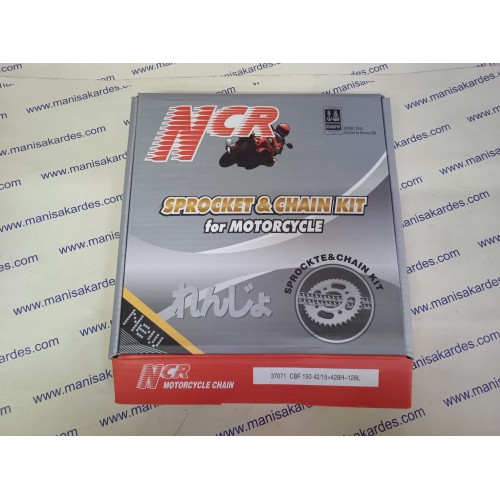 www.manisakardes.com
NCR
SPROCKET & CHAIN KIT
for MOTORCYCLE
SPROCKTE&CHAIN KIT
れんじょ
NCR
MOTORCYCLE CHAIN
37071 CBF 150 42/15+428H-128L